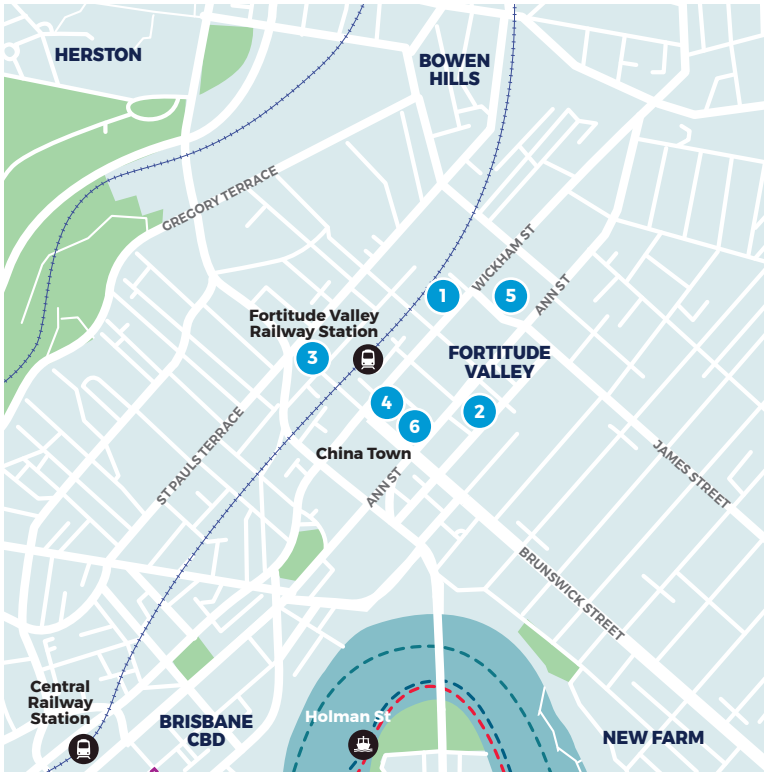 HERSTON
BOWEN
HILLS
GREGORY TERRACE
WICKHAM ST
1
5
ANN ST
Fortitude Valley
Railway Station
3
FORTITUDE
VALLEY
4
2
6
China Town
ST PAULS TERRACE
ANN ST
JAMES STREET
BRUNSWICK STREET
Central
Railway
Station
BRISBANE
CBD
Holman St
NEW FARM